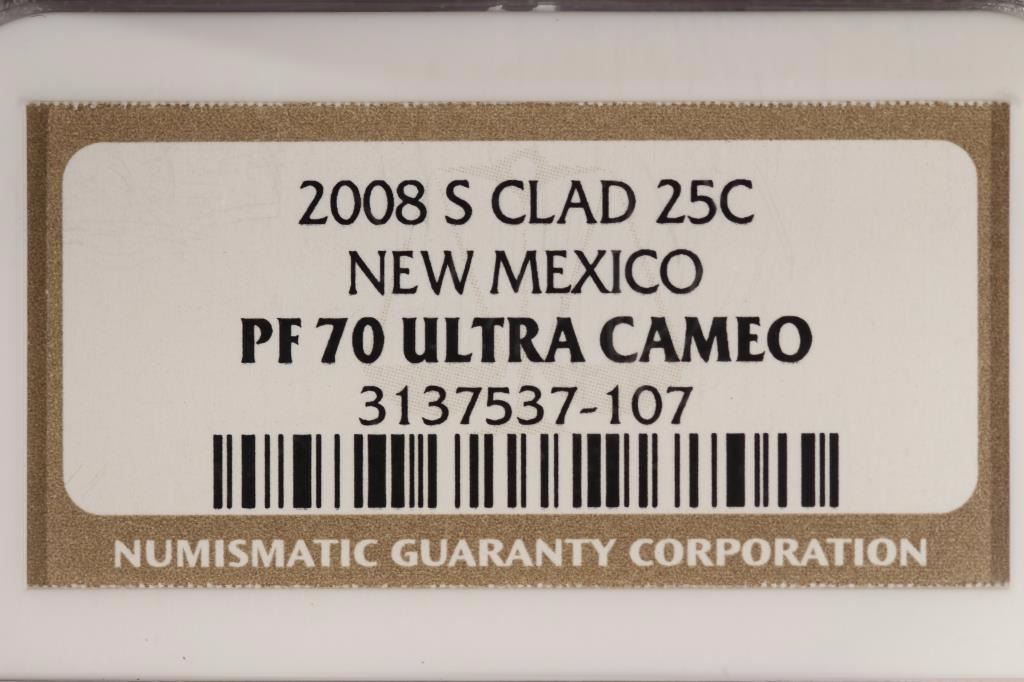 2008 S CLAD 25C
NEW MEXICO
PF 70 ULTRA CAMEO
3137537-107
NUMISMATIC GUARANTY CORPORATION